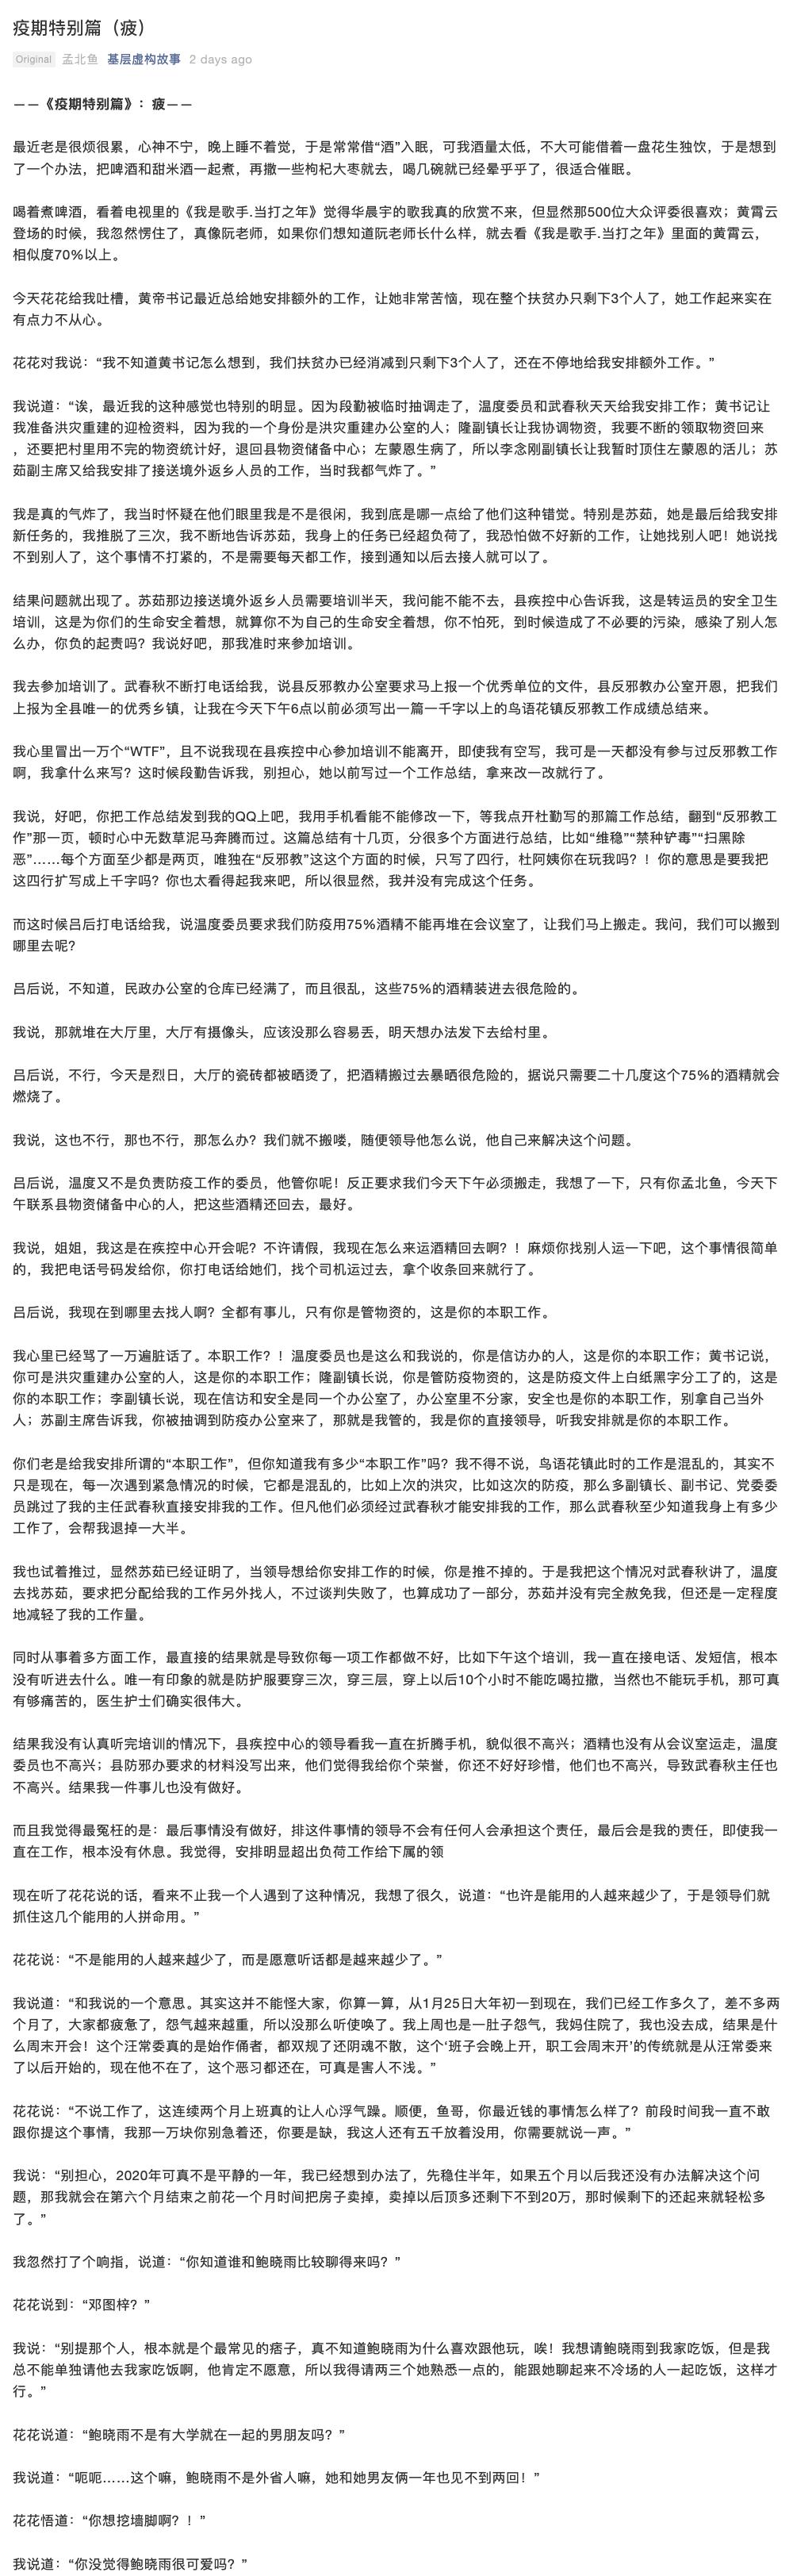 疫期特别篇（疲）
Original 孟北鱼 基层虚构故事 2 days ago
——《疫期特别篇》：疲——
最近老是很烦很累，心神不宁，晚上睡不着觉，于是常常借“酒”入眠，可我酒量太低，不大可能借着一盘花生独饮，于是想到
了一个办法，把啤酒和甜米酒一起煮，再撒一些枸杞大枣就去，喝几碗就已经晕乎乎了，很适合催眠。
喝着煮啤酒，看着电视里的《我是歌手.当打之年》觉得华晨宇的歌我真的欣赏不来，但显然那500位大众评委很喜欢；黄霄云
登场的时候，我忽然愣住了，真像阮老师，如果你们想知道阮老师长什么样，就去看《我是歌手.当打之年》里面的黄霄云，
相似度70%以上。
今天花花给我吐槽，黄帝书记最近总给她安排额外的工作，让她非常苦恼，现在整个扶贫办只剩下3个人了，她工作起来实在
有点力不从心。
花花对我说：“我不知道黄书记怎么想到，我们扶贫办已经消减到只剩下3个人了，还在不停地给我安排额外工作。”
我说道：“诶，最近我的这种感觉也特别的明显。因为段勤被临时抽调走了，温度委员和武春秋天天给我安排工作；黄书记让
我准备洪灾重建的迎检资料，因为我的一个身份是洪灾重建办公室的人；隆副镇长让我协调物资，我要不断的领取物资回来
，还要把村里用不完的物资统计好，退回县物资储备中心；左蒙恩生病了，所以李念刚副镇长让我暂时顶住左蒙恩的活儿；苏
茹副主席又给我安排了接送境外返乡人员的工作，当时我都气炸了。”
我是真的气炸了，我当时怀疑在他们眼里我是不是很闲，我到底是哪一点给了他们这种错觉。特别是苏茹，她是最后给我安排
新任务的，我推脱了三次，我不断地告诉苏茹，我身上的任务已经超负荷了，我恐怕做不好新的工作，让她找别人吧！她说找
不到别人了，这个事情不打紧的，不是需要每天都工作，接到通知以后去接人就可以了。
结果问题就出现了。苏茹那边接送境外返乡人员需要培训半天，我问能不能不去，县疾控中心告诉我，这是转运员的安全卫生
培训，这是为你们的生命安全着想，就算你不为自己的生命安全着想，你不怕死，到时候造成了不必要的污染，感染了别人怎
么办，你负的起责吗？我说好吧，那我准时来参加培训。
我去参加培训了。武春秋不断打电话给我，说县反邪教办公室要求马上报一个优秀单位的文件，县反邪教办公室开恩，把我们
上报为全县唯一的优秀乡镇，让我在今天下午6点以前必须写出一篇一千字以上的鸟语花镇反邪教工作成绩总结来。
我心里冒出一万个“WTF”，且不说我现在县疾控中心参加培训不能离开，即使我有空写，我可是一天都没有参与过反邪教工作
啊，我拿什么来写？这时候段勤告诉我，别担心，她以前写过一个工作总结，拿来改一改就行了。
我说，好吧，你把工作总结发到我的QQ上吧，我用手机看能不能修改一下，等我点开杜勤写的那篇工作总结，翻到“反邪教工
作”那一页，顿时心中无数草泥马奔腾而过。这篇总结有十几页，分很多个方面进行总结，比如“维稳”“禁种铲毒”“扫黑除
恶”……每个方面至少都是两页，唯独在“反邪教”这这个方面的时候，只写了四行，杜阿姨你在玩我吗？！你的意思是要我把
这四行扩写成上千字吗？你也太看得起我来吧，所以很显然，我并没有完成这个任务。
而这时候吕后打电话给我，说温度委员要求我们防疫用75%酒精不能再堆在会议室了，让我们马上搬走。我问，我们可以搬到
哪里去呢？
吕后说，不知道，民政办公室的仓库已经满了，而且很乱，这些75%的酒精装进去很危险的。
我说，那就堆在大厅里，大厅有摄像头，应该没那么容易丢，明天想办法发下去给村里。
吕后说，不行，今天是烈日，大厅的瓷砖都被晒烫了，把酒精搬过去暴晒很危险的，据说只需要二十几度这个75%的酒精就会
燃烧了。
我说，这也不行，那也不行，那怎么办？我们就不搬喽，随便领导他怎么说，他自己来解决这个问题。
吕后说，温度又不是负责防疫工作的委员，他管你呢！反正要求我们今天下午必须搬走，我想了一下，只有你孟北鱼，今天下
午联系县物资储备中心的人，把这些酒精还回去，最好。
我说，姐姐，我这是在疾控中心开会呢？不许请假，我现在怎么来运酒精回去啊？！麻烦你找别人运一下吧，这个事情很简单
的，我把电话号码发给你，你打电话给她们，找个司机运过去，拿个收条回来就行了。
吕后说，我现在到哪里去找人啊？全都有事儿，只有你是管物资的，这是你的本职工作。
我心里已经骂了一万遍脏话了。本职工作？！温度委员也是这么和我说的，你是信访办的人，这是你的本职工作；黄书记说，
你可是洪灾重建办公室的人，这是你的本职工作；隆副镇长说，你是管防疫物资的，这是防疫文件上白纸黑字分工了的，这是
你的本职工作；李副镇长说，现在信访和安全是同一个办公室了，办公室里不分家，安全也是你的本职工作，别拿自己当外
人；苏副主席告诉我，你被抽调到防疫办公室来了，那就是我管的，我是你的直接领导，听我安排就是你的本职工作。
你们老是给我安排所谓的“本职工作”，但你知道我有多少“本职工作”吗？我不得不说，鸟语花镇此时的工作是混乱的，其实不
只是现在，每一次遇到紧急情况的时候，它都是混乱的，比如上次的洪灾，比如这次的防疫，那么多副镇长、副书记、党委委
员跳过了我的主任武春秋直接安排我的工作。但凡他们必须经过武春秋才能安排我的工作，那么武春秋至少知道我身上有多少
工作了，会帮我退掉一大半。
我也试着推过，显然苏茹已经证明了，当领导想给你安排工作的时候，你是推不掉的。于是我把这个情况对武春秋讲了，温度
去找苏茹，要求把分配给我的工作另外找人，不过谈判失败了，也算成功了一部分，苏茹并没有完全赦免我，但还是一定程度
地减轻了我的工作量。
同时从事着多方面工作，最直接的结果就是导致你每一项工作都做不好，比如下午这个培训，我一直在接电话、发短信，根本
没有听进去什么。唯一有印象的就是防护服要穿三次，穿三层，穿上以后10个小时不能吃喝拉撒，当然也不能玩手机，那可真
有够痛苦的，医生护士们确实很伟大。
结果我没有认真听完培训的情况下，县疾控中心的领导看我一直在折腾手机，貌似很不高兴；酒精也没有从会议室运走，温度
委员也不高兴；县防邪办要求的材料没写出来，他们觉得我给你个荣誉，你还不好好珍惜，他们也不高兴，导致武春秋主任也
不高兴。结果我一件事儿也没有做好。
而且我觉得最冤枉的是：最后事情没有做好，排这件事情的领导不会有任何人会承担这个责任，最后会是我的责任，即使我一
直在工作，根本没有休息。我觉得，安排明显超出负荷工作给下属的领
现在听了花花说的话，看来不止我一个人遇到了这种情况，我想了很久，说道：“也许是能用的人越来越少了，于是领导们就
抓住这几个能用的人拼命用。”
花花说：“不是能用的人越来越少了，而是愿意听话都是越来越少了。”
我说道：“和我说的一个意思。其实这并不能怪大家，你算一算，从1月25日大年初一到现在，我们已经工作多久了，差不多两
个月了，大家都疲惫了，怨气越来越重，所以没那么听使唤了。我上周也是一肚子怨气，我妈住院了，我也没去成，结果是什
么周末开会！这个汪常委真的是始作俑者，都双规了还阴魂不散，这个‘班子会晚上开，职工会周末开’的传统就是从汪常委来
了以后开始的，现在他不在了，这个恶习都还在，可真是害人不浅。”
花花说：“不说工作了，这连续两个月上班真的让人心浮气躁。顺便，鱼哥，你最近钱的事情怎么样了？前段时间我一直不敢
跟你提这个事情，我那一万块你别急着还，你要是缺，我这人还有五千放着没用，你需要就说一声。”
我说：“别担心，2020年可真不是平静的一年，我已经想到办法了，先稳住半年，如果五个月以后我还没有办法解决这个问
题，那我就会在第六个月结束之前花一个月时间把房子卖掉，卖掉以后顶多还剩下不到20万，那时候剩下的还起来就轻松多
了。”
我忽然打了个响指，说道：“你知道谁和鲍晓雨比较聊得来吗？”
花花说到：“邓图梓？”
我说：“别提那个人，根本就是个最常见的痞子，真不知道鲍晓雨为什么喜欢跟他玩，唉！我想请鲍晓雨到我家吃饭，但是我
总不能单独请他去我家吃饭啊，他肯定不愿意，所以我得请两三个她熟悉一点的，能跟她聊起来不冷场的人一起吃饭，这样才
行。”
花花说道：“鲍晓雨不是有大学就在一起的男朋友吗？”
我说道：“呃呃……这个嘛，鲍晓雨不是外省人嘛，她和她男友俩一年也见不到两回！”
花花悟道：“你想挖墙脚啊？！”
我说道：“你没觉得鲍晓雨很可爱吗？”